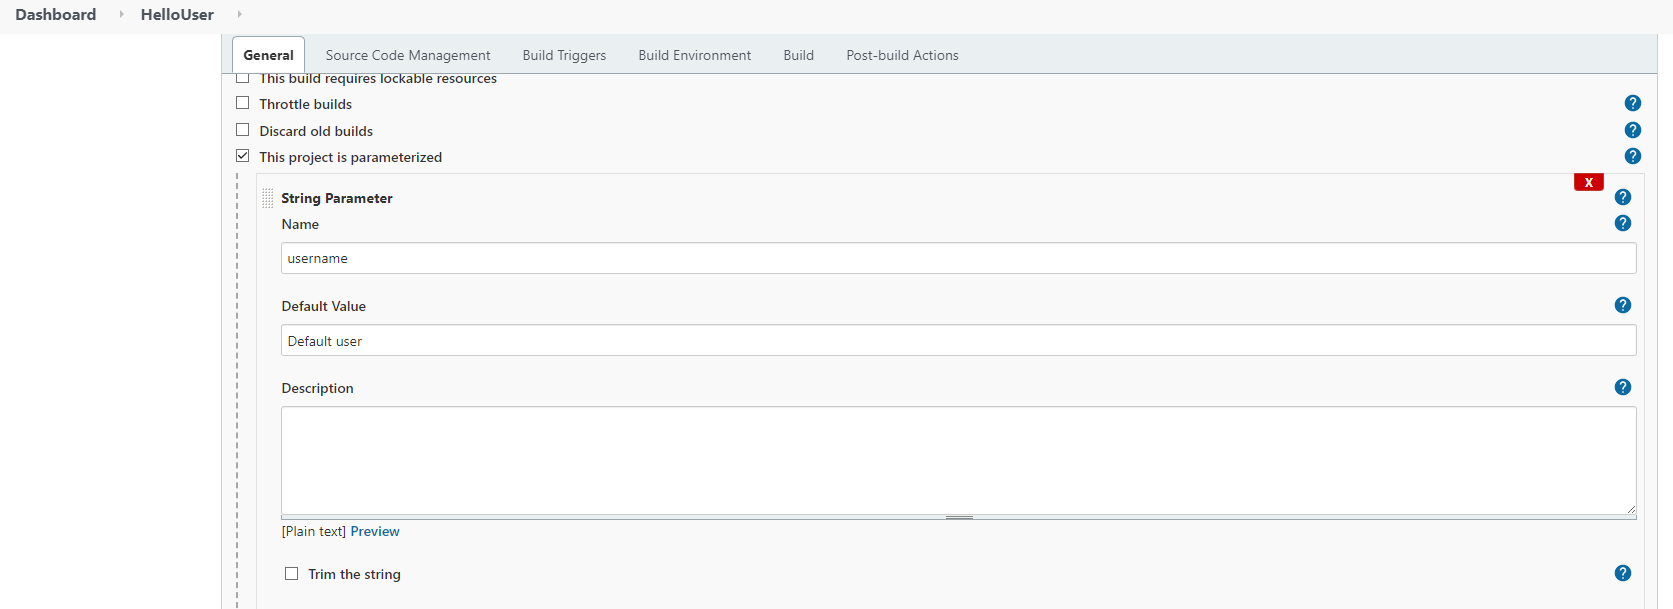 Dashboard HelloUser
General Source Code Management Build Triggers Build Environment Build Post-build Actions
This build requires lockable resources
Throttle builds ?
Discard old builds ?
This project is parameterized ?
X
String Parameter ?
Name ?
username
Default Value ?
Default user
Description ?
[Plain text] Preview
Trim the string ?